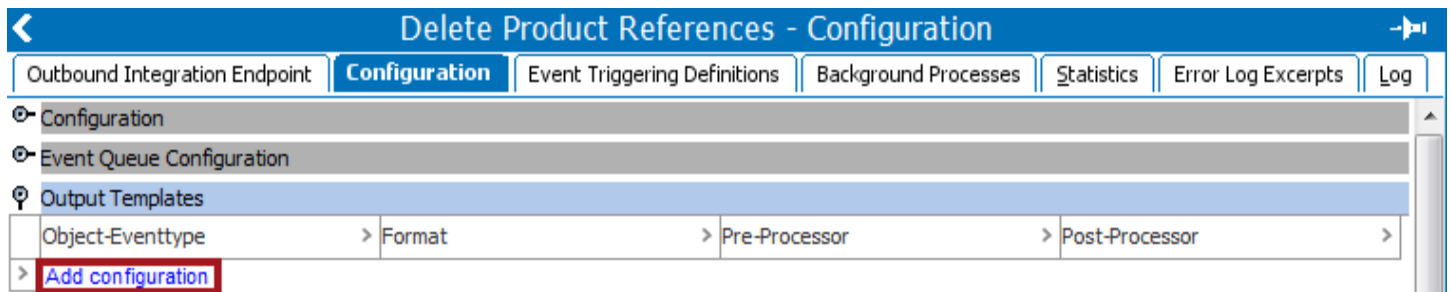 Delete Product References - Configuration
Outbound Integration Endpoint Configuration Event Triggering Definitions Background Processes Statistics Error Log Excerpts Log
Configuration
Event Queue Configuration
Output Templates
Object-Eventtype > Format > Pre-Processor > Post-Processor >
> Add configuration